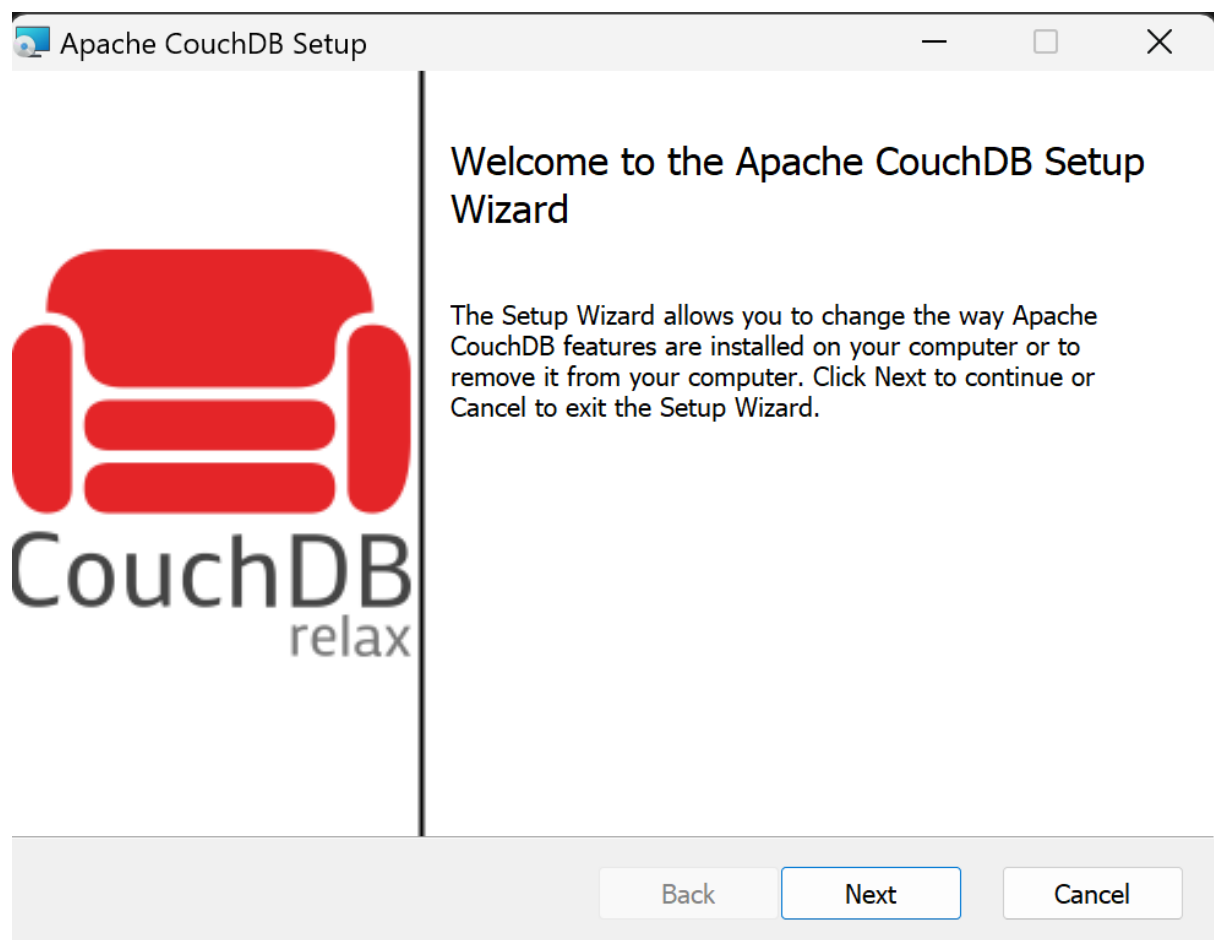 Apache CouchDB Setup
Welcome to the Apache CouchDB Setup
Wizard
The Setup Wizard allows you to change the way Apache
CouchDB features are installed on your computer or to
remove it from your computer. Click Next to continue or
Cancel to exit the Setup Wizard.
CouchDB
relax
Back
Next
Cancel